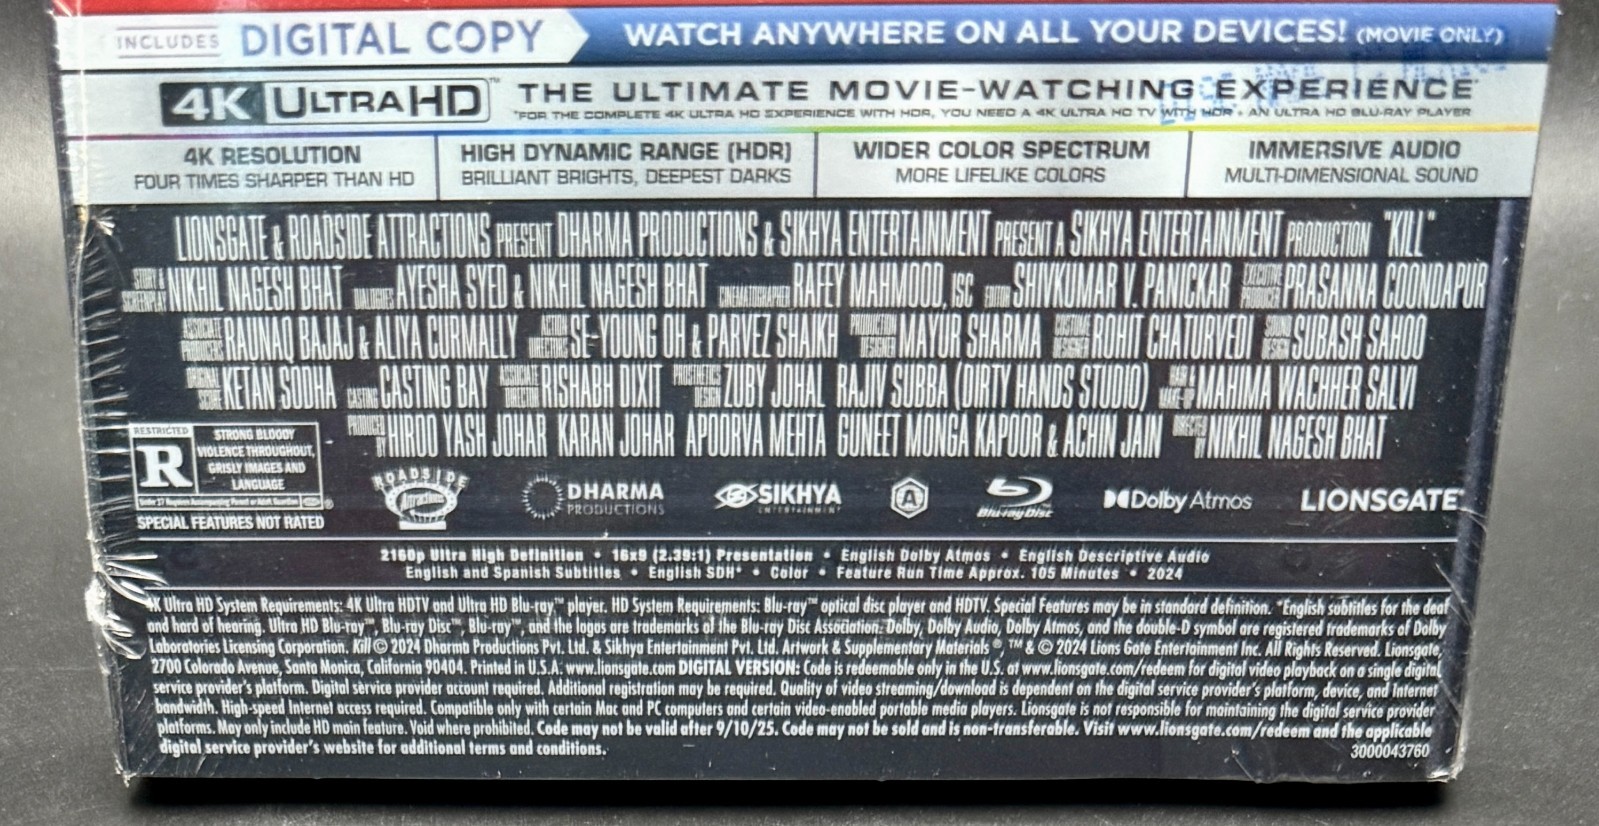 INCLUDES DIGITAL COPY WATCH ANYWHERE ON ALL YOUR DEVICES! (MOVIE ONLY)
4K ULTRA HD™ THE ULTIMATE MOVIE-WATCHING EXPERIENCE*
*FOR THE COMPLETE 4K ULTRA HD EXPERIENCE WITH HDR, YOU NEED A 4K ULTRA HD TV WITH HDR + AN ULTRA HD BLU-RAY PLAYER
4K RESOLUTION
FOUR TIMES SHARPER THAN HD
HIGH DYNAMIC RANGE (HDR)
BRILLIANT BRIGHTS, DEEPEST DARKS
WIDER COLOR SPECTRUM
MORE LIFELIKE COLORS
IMMERSIVE AUDIO
MULTI-DIMENSIONAL SOUND
LIONSGATE & ROADSIDE ATTRACTIONS PRESENT DHARMA PRODUCTIONS & SIKHYA ENTERTAINMENT PRESENT A SIKHYA ENTERTAINMENT PRODUCTION "KILL"
STORY & SCREENPLAY NIKHIL NAGESH BHAT DIALOGUES AYESHA SYED & NIKHIL NAGESH BHAT CINEMATOGRAPHER RAFEY MAHMOOD, ISC EDITOR SHIVKUMAR V. PANICKAR EXECUTIVE PRODUCER PRASANNA COONDAPUR
ASSOCIATE PRODUCERS RAUNAQ BAJAJ & ALIYA CURMALLY ACTION DIRECTORS SE-YOUNG OH & PARVEZ SHAIKH PRODUCTION DESIGNER MAYUR SHARMA COSTUME DESIGNER ROHIT CHATURVEDI SOUND DESIGN SUBASH SAHOO
ORIGINAL SCORE KETAN SODHA CASTING CASTING BAY ASSOCIATE DIRECTOR RISHABH DIXIT PROSTHETICS DESIGN ZUBY JOHAL RAJIV SUBBA (DIRTY HANDS STUDIO) HAIR & MAKE-UP MAHIMA WACHHER SALVI
PRODUCED BY HIROO YASH JOHAR KARAN JOHAR APOORVA MEHTA GUNEET MONGA KAPOOR & ACHIN JAIN DIRECTED BY NIKHIL NAGESH BHAT
RESTRICTED
R
STRONG BLOODY
VIOLENCE THROUGHOUT,
GRISLY IMAGES AND
LANGUAGE
Under 17 Requires Accompanying Parent or Adult Guardian
SPECIAL FEATURES NOT RATED
ROADSIDE Attractions
DHARMA
PRODUCTIONS
SIKHYA
ENTERTAINMENT
A
Blu-ray Disc
Dolby Atmos
LIONSGATE®
2160p Ultra High Definition • 16x9 (2.39:1) Presentation • English Dolby Atmos • English Descriptive Audio
English and Spanish Subtitles • English SDH* • Color • Feature Run Time Approx. 105 Minutes • 2024
4K Ultra HD System Requirements: 4K Ultra HDTV and Ultra HD Blu-ray™ player. HD System Requirements: Blu-ray™ optical disc player and HDTV. Special Features may be in standard definition. *English subtitles for the deaf
and hard of hearing. Ultra HD Blu-ray™, Blu-ray Disc™, Blu-ray™, and the logos are trademarks of the Blu-ray Disc Association. Dolby, Dolby Audio, Dolby Atmos, and the double-D symbol are registered trademarks of Dolby
Laboratories Licensing Corporation. Kill © 2024 Dharma Productions Pvt. Ltd. & Sikhya Entertainment Pvt. Ltd. Artwork & Supplementary Materials ®, ™ & © 2024 Lions Gate Entertainment Inc. All Rights Reserved. Lionsgate,
2700 Colorado Avenue, Santa Monica, California 90404. Printed in U.S.A. www.lionsgate.com DIGITAL VERSION: Code is redeemable only in the U.S. at www.lionsgate.com/redeem for digital video playback on a single digital
service provider's platform. Digital service provider account required. Additional registration may be required. Quality of video streaming/download is dependent on the digital service provider's platform, device, and Internet
bandwidth. High-speed Internet access required. Compatible only with certain Mac and PC computers and certain video-enabled portable media players. Lionsgate is not responsible for maintaining the digital service provider
platforms. May only include HD main feature. Void where prohibited. Code may not be valid after 9/10/25. Code may not be sold and is non-transferable. Visit www.lionsgate.com/redeem and the applicable
digital service provider's website for additional terms and conditions.
3000043760